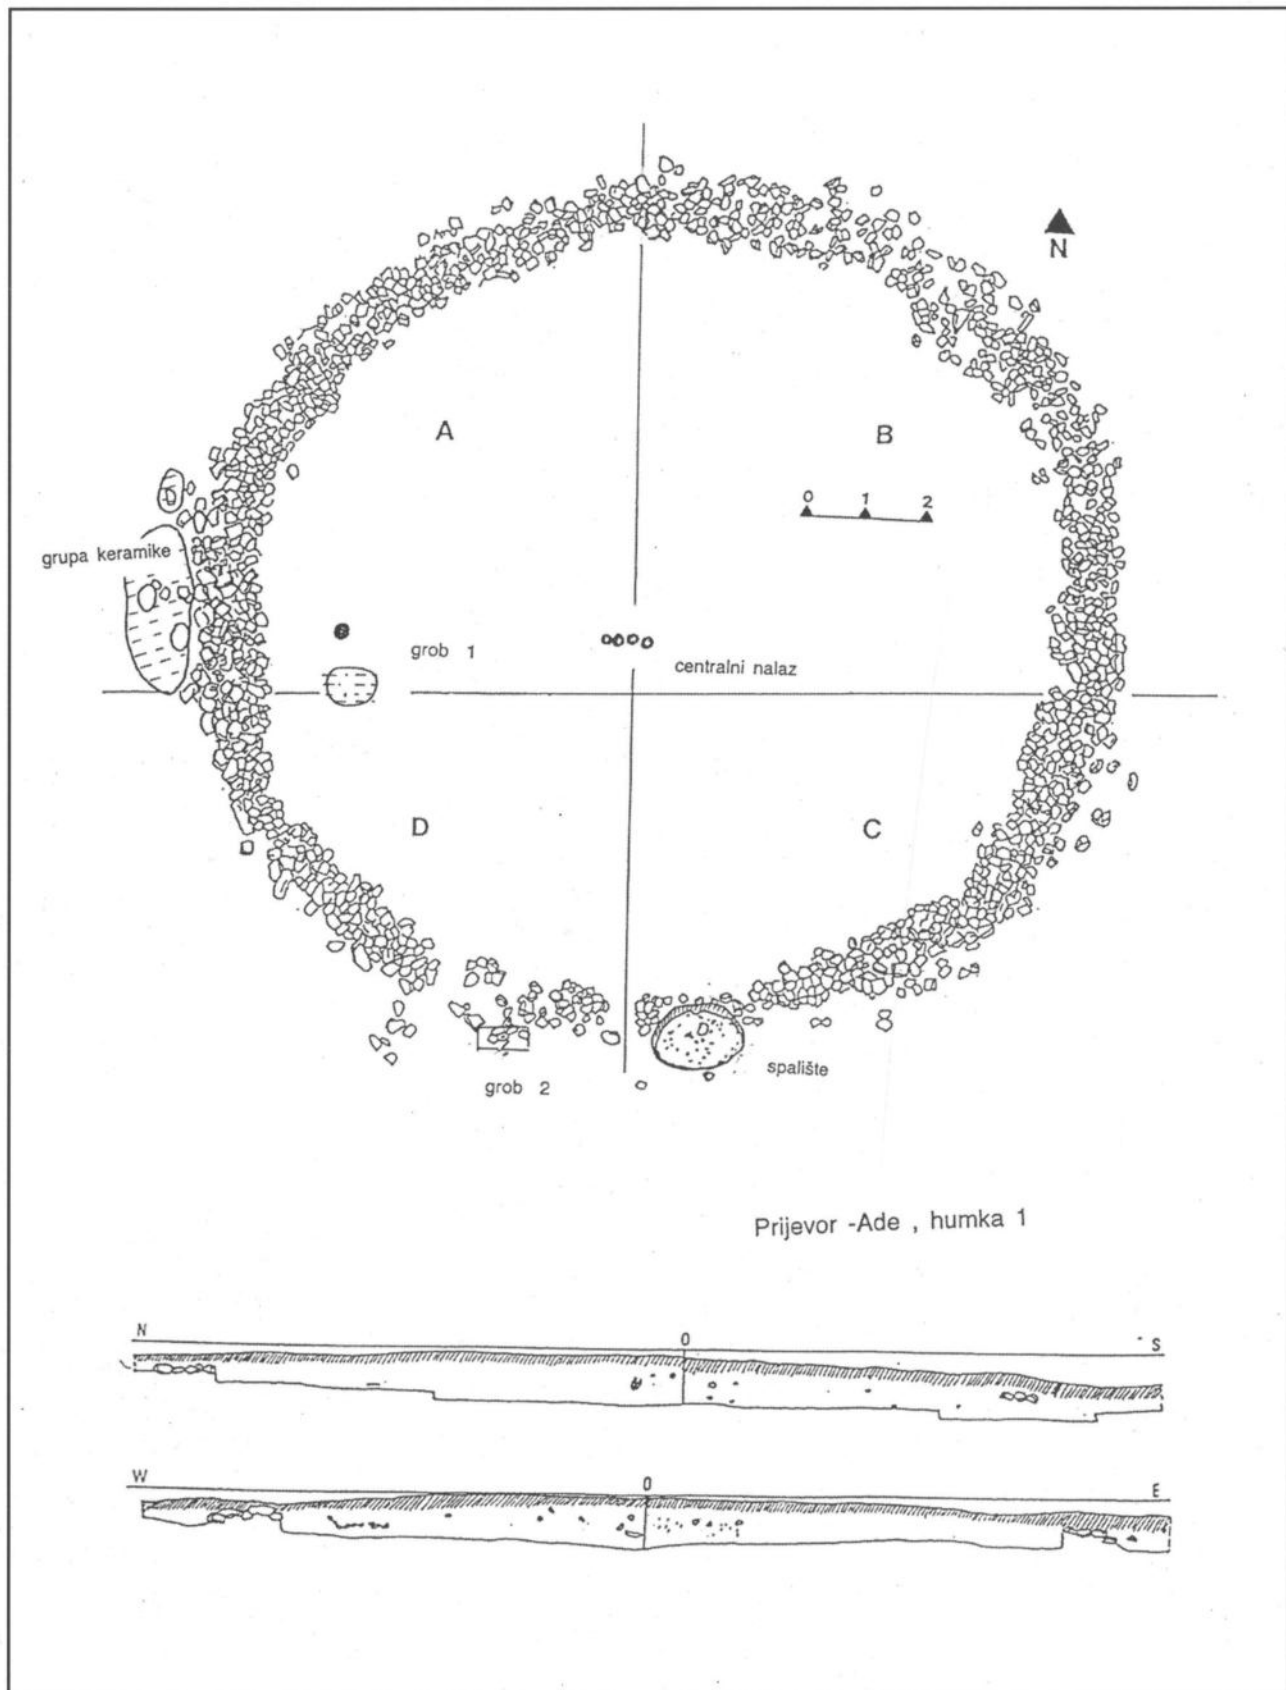 N
A
B
0 1 2
grupa keramike
grob 1
centralni nalaz
D
C
grob 2
spalište
Prijevor -Ade , humka 1
N 0 S
W 0 E